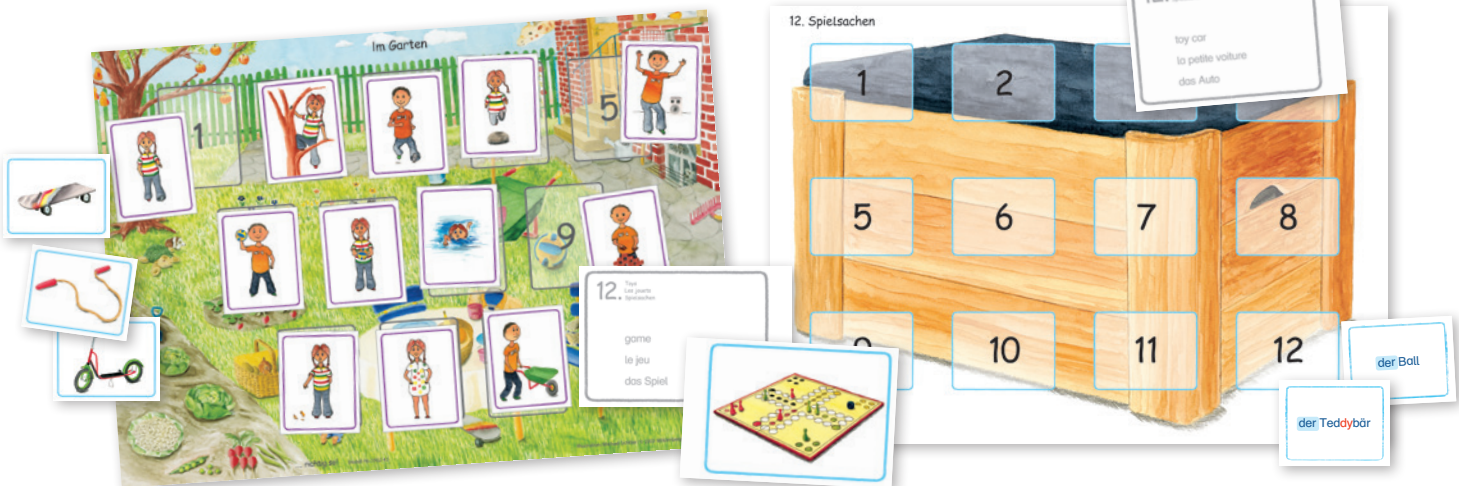 Im Garten
1
5
9
12. Toys
Les jouets
Spielsachen
game
le jeu
das Spiel
12. Spielsachen
1
2
5
6
7
8
9
10
11
12
toy car
la petite voiture
das Auto
der Ball
der Teddybär